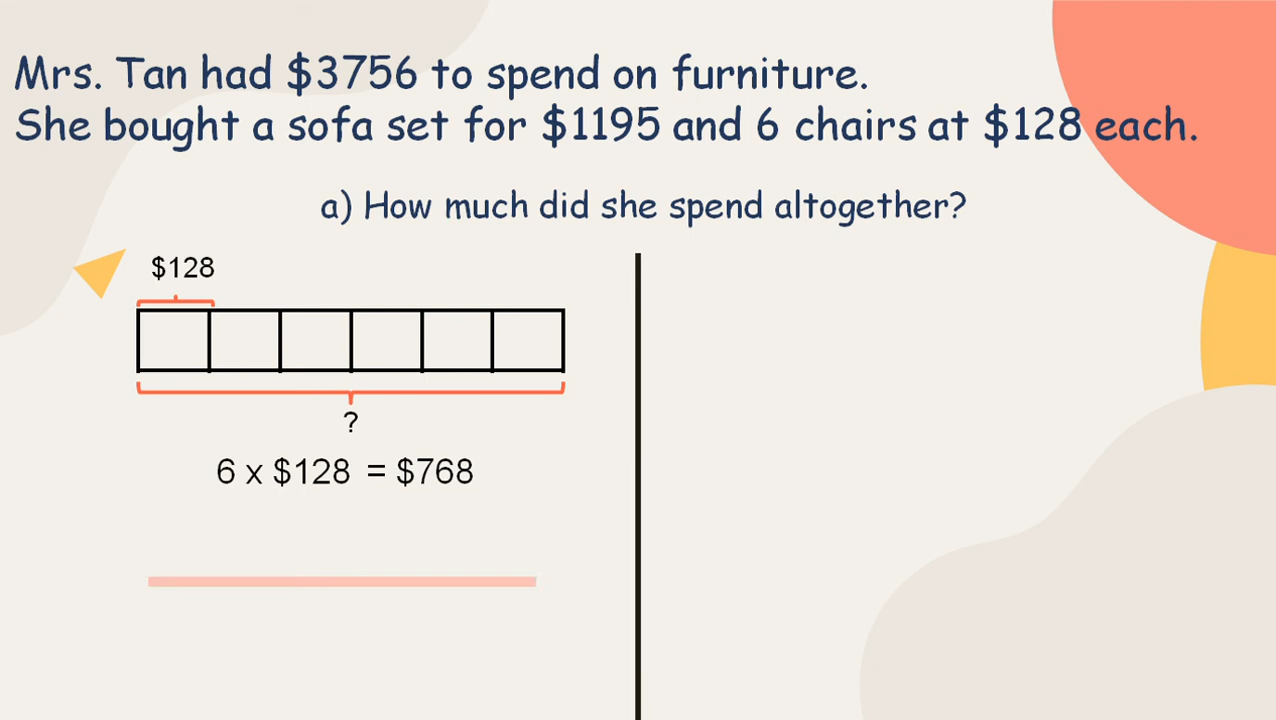 Mrs. Tan had $3756 to spend on furniture.
She bought a sofa set for $1195 and 6 chairs at $128 each.
a) How much did she spend altogether?
$128
?
6 x $128 = $768